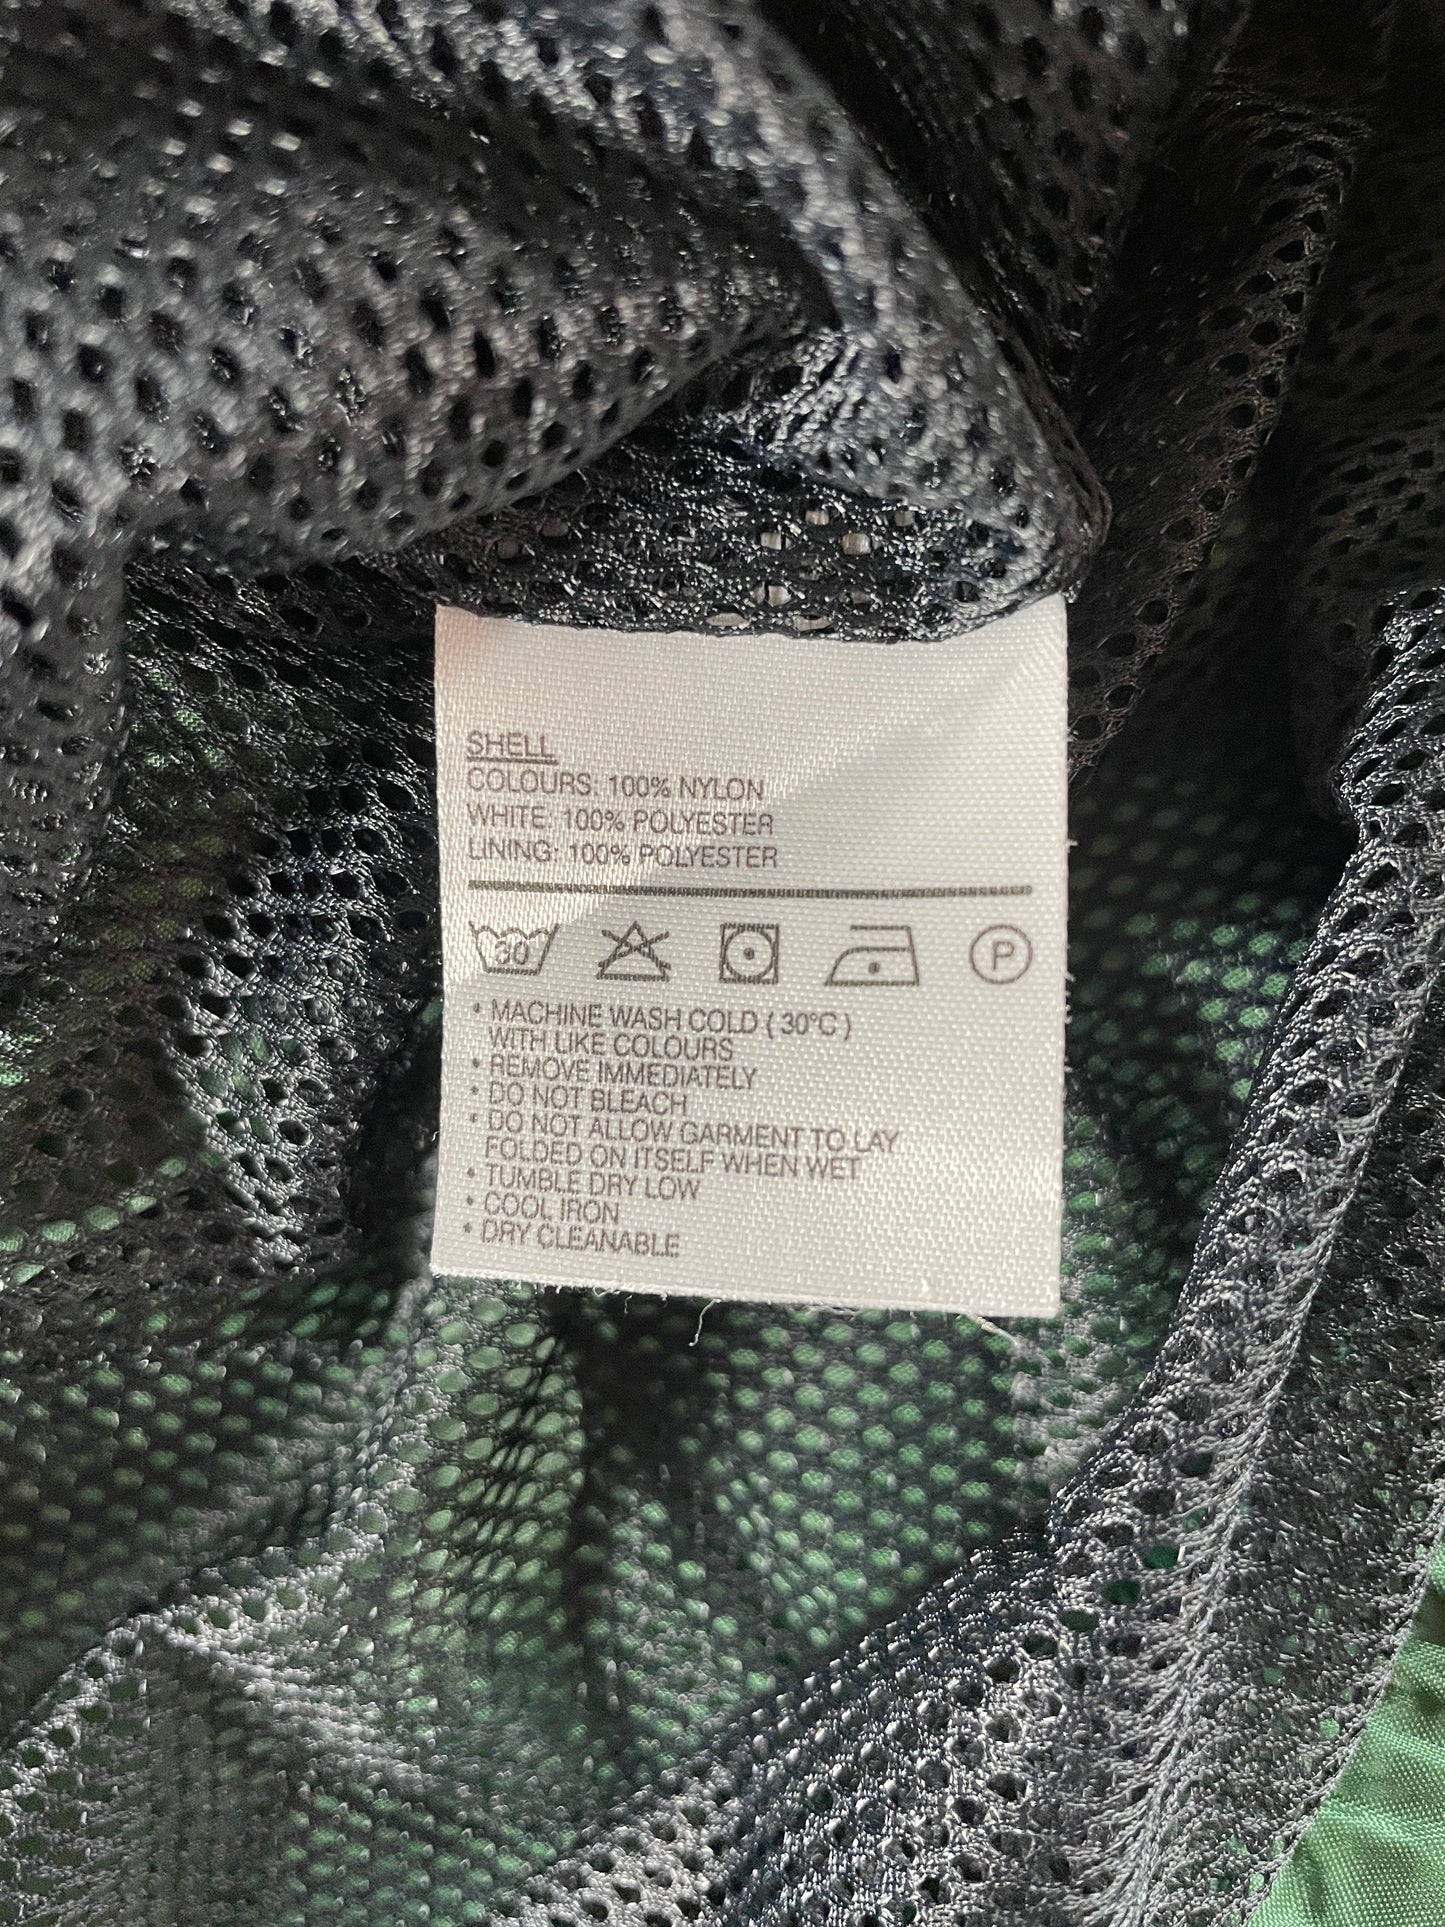 SHELL
COLOURS: 100% NYLON
WHITE: 100% POLYESTER
LINING: 100% POLYESTER
30 P
• MACHINE WASH COLD ( 30°C )
WITH LIKE COLOURS
• REMOVE IMMEDIATELY
• DO NOT BLEACH
• DO NOT ALLOW GARMENT TO LAY
FOLDED ON ITSELF WHEN WET
• TUMBLE DRY LOW
• COOL IRON
• DRY CLEANABLE